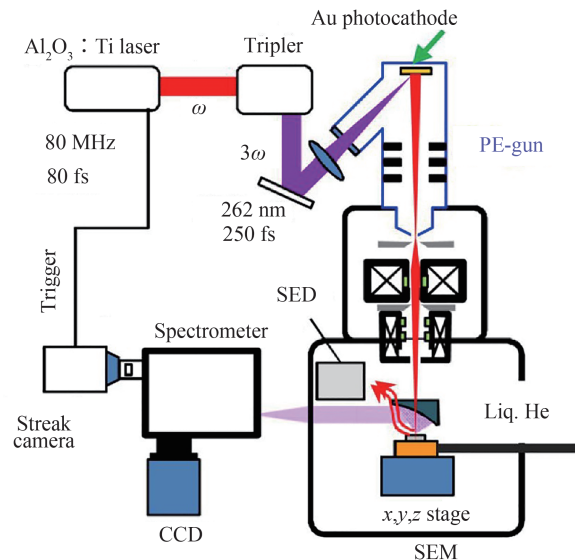 Au photocathode
Al₂O₃：Ti laser
Tripler
ω
80 MHz
80 fs
3ω
262 nm
250 fs
PE-gun
Trigger
SED
Spectrometer
Streak
camera
Liq. He
CCD
x,y,z stage
SEM